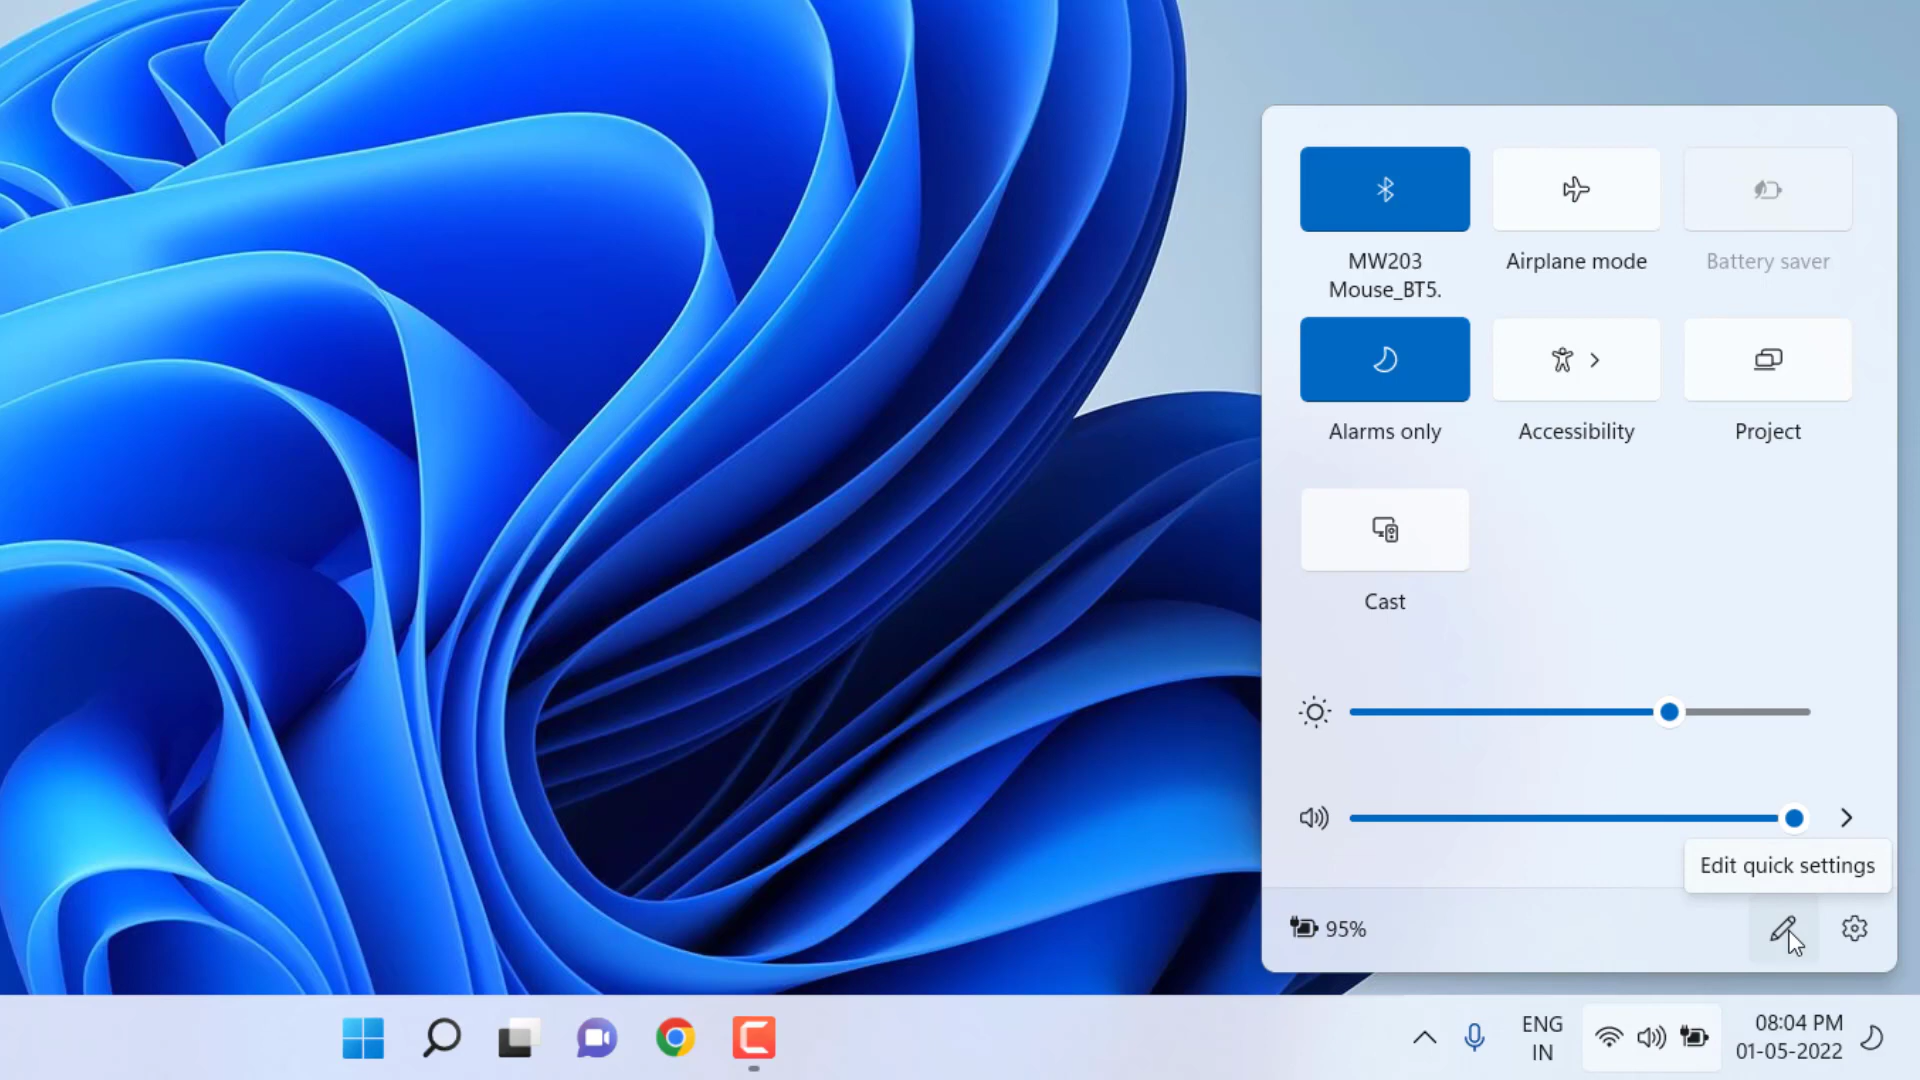 MW203
Mouse_BT5.
Airplane mode
Battery saver
Alarms only
Accessibility
Project
Cast
Edit quick settings
95%
ENG
IN
08:04 PM
01-05-2022